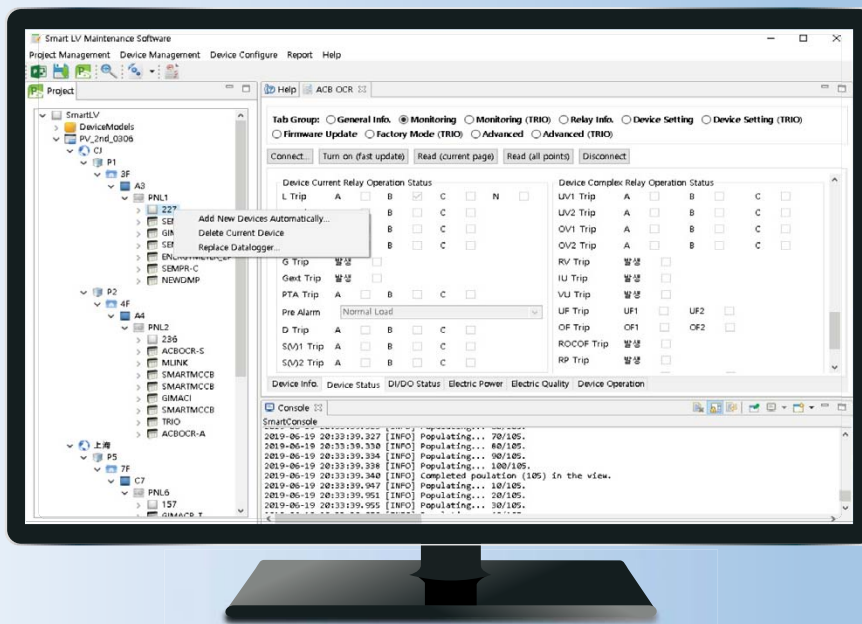 Smart LV Maintenance Software
Project Management Device Management Device Configure Report Help
Project
SmartLV
DeviceModels
PV_2nd_0306
CJ
P1
3F
A3
PNL1
227
Add New Devices Automatically...
Delete Current Device
Replace Datalogger...
SEMPR-C
NEWDMP
P2
4F
A4
PNL2
236
ACBOCR-S
MLINK
SMARTMCCB
SMARTMCCB
GIMACI
SMARTMCCB
TRIO
ACBOCR-A
上海
P5
7F
C7
PNL6
157
Help ACB OCR
Tab Group: General Info. Monitoring Monitoring (TRIO) Relay Info. Device Setting Device Setting (TRIO)
Firmware Update Factory Mode (TRIO) Advanced Advanced (TRIO)
Connect... Turn on (fast update) Read (current page) Read (all points) Disconnect
Device Current Relay Operation Status
L Trip A B C N
B C
B C
B C
G Trip 발생
Gext Trip 발생
PTA Trip A B C
Pre Alarm Normal Load
D Trip A B C
S(V)1 Trip A B C
S(V)2 Trip A B C
Device Complex Relay Operation Status
UV1 Trip A B C
UV2 Trip A B C
OV1 Trip A B C
OV2 Trip A B C
RV Trip 발생
IU Trip 발생
VU Trip 발생
UF Trip UF1 UF2
OF Trip OF1 OF2
ROCOF Trip 발생
RP Trip 발생
Device Info. Device Status DI/DO Status Electric Power Electric Quality Device Operation
Console
SmartConsole
2019-06-19 20:33:39.327 [INFO] Populating... 70/105.
2019-06-19 20:33:39.330 [INFO] Populating... 80/105.
2019-06-19 20:33:39.334 [INFO] Populating... 90/105.
2019-06-19 20:33:39.338 [INFO] Populating... 100/105.
2019-06-19 20:33:39.340 [INFO] Completed poulation (105) in the view.
2019-06-19 20:33:39.947 [INFO] Populating... 10/105.
2019-06-19 20:33:39.951 [INFO] Populating... 20/105.
2019-06-19 20:33:39.955 [INFO] Populating... 30/105.